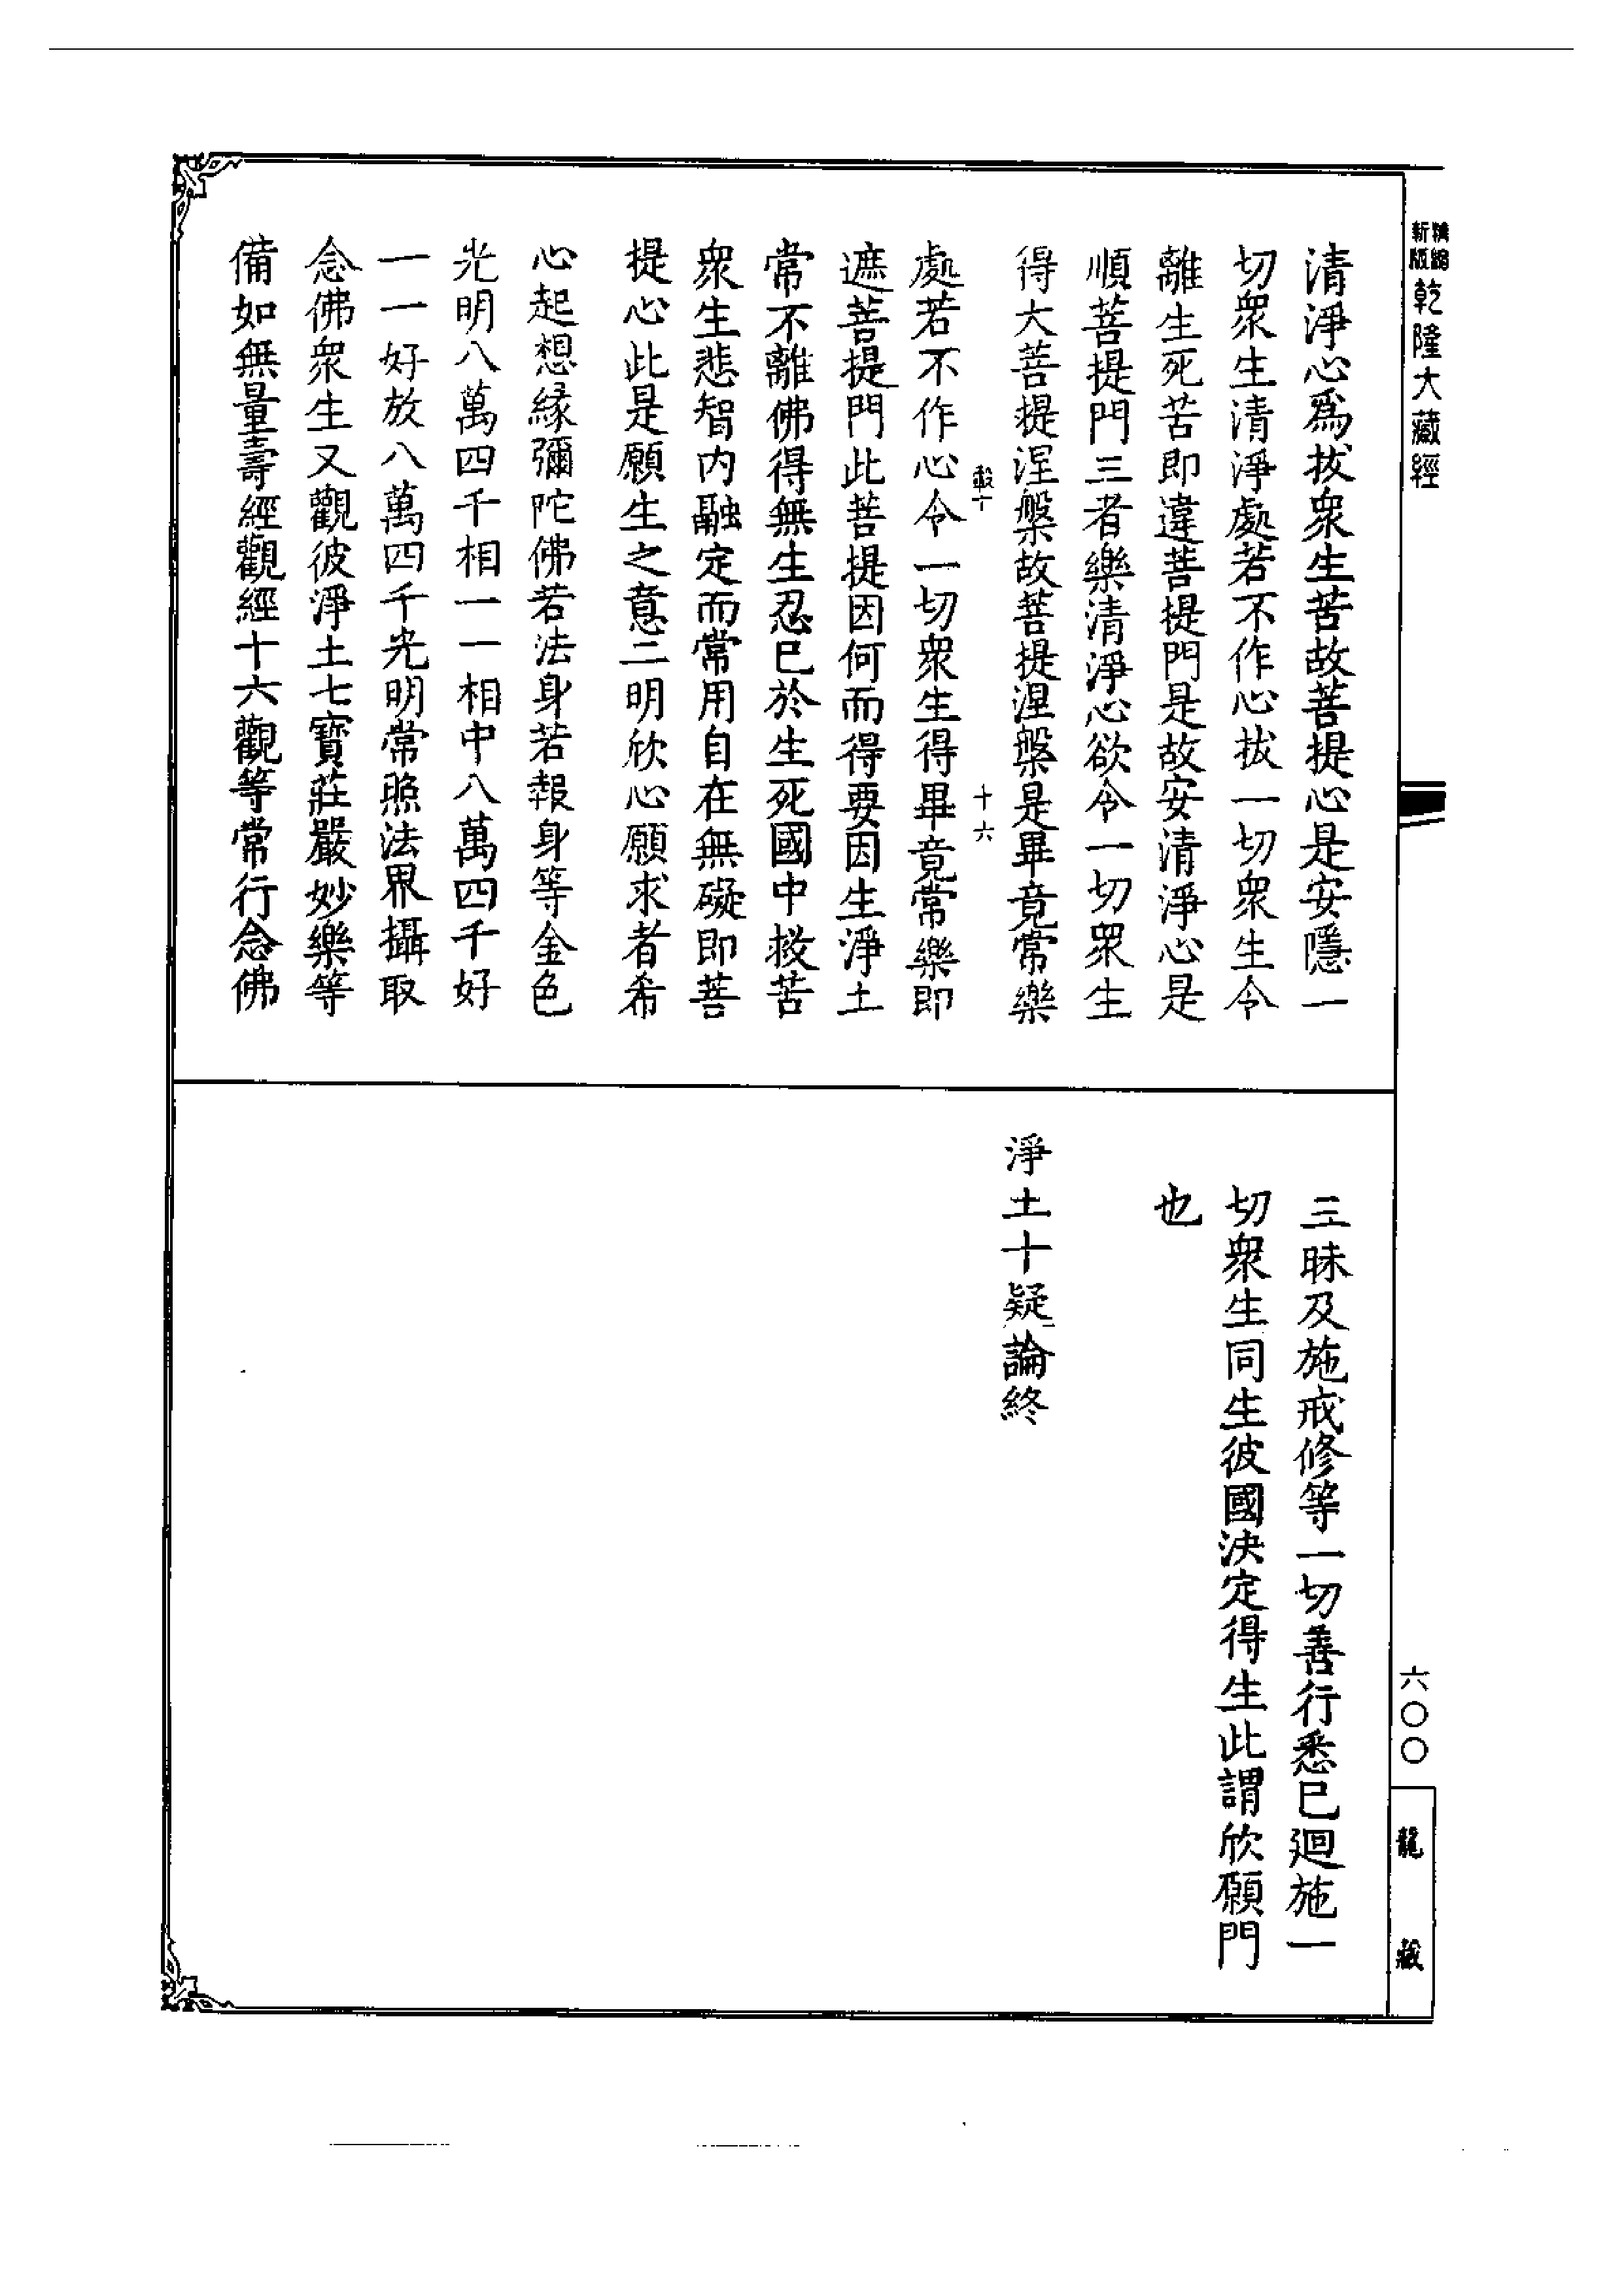 新版
精縮
乾隆大藏經
清淨心為拔衆生苦故菩提心是安隱一
切衆生清淨處若不作心拔一切衆生令
離生死苦即違菩提門是故安清淨心是
順菩提門三者樂清淨心欲令一切衆生
得大菩提涅槃故菩提涅槃是畢竟常樂
十六
處若不作心令一切衆生得畢竟常樂即
遮菩提門此菩提因何而得要因生淨土
常不離佛得無生忍已於生死國中救苦
衆生悲智內融定而常用自在無礙即菩
提心此是願生之意二明欣心願求者希
心起想緣彌陀佛若法身若報身等金色
光明八萬四千相一一相中八萬四千好
一一好放八萬四千光明常照法界攝取
念佛衆生又觀彼淨土七寶莊嚴妙樂等
備如無量壽經觀經十六觀等常行念佛
三昧及施戒修等一切善行悉已迴施一
切衆生同生彼國決定得生此謂欣願門
也
淨土十疑論終
六〇〇
龍藏